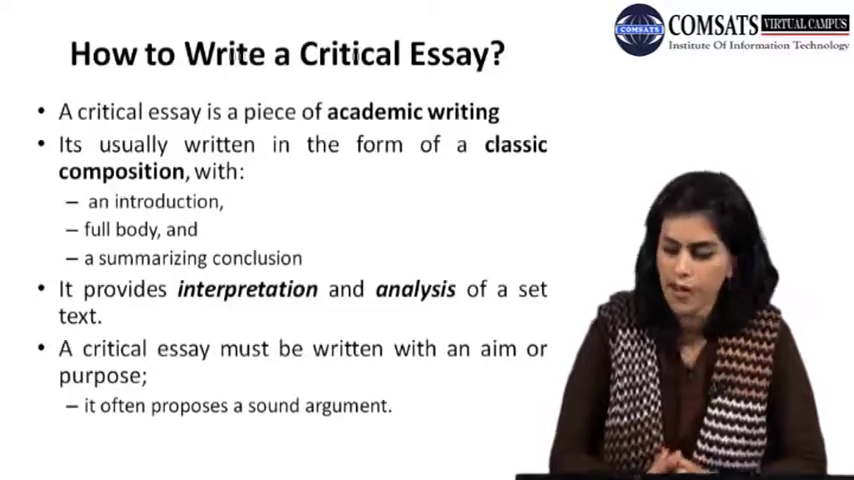 COMSATS VIRTUAL CAMPUS
Institute Of Information Technology
COMSATS
How to Write a Critical Essay?
• A critical essay is a piece of academic writing
• Its usually written in the form of a classic
composition, with:
– an introduction,
– full body, and
– a summarizing conclusion
• It provides interpretation and analysis of a set
text.
• A critical essay must be written with an aim or
purpose;
– it often proposes a sound argument.